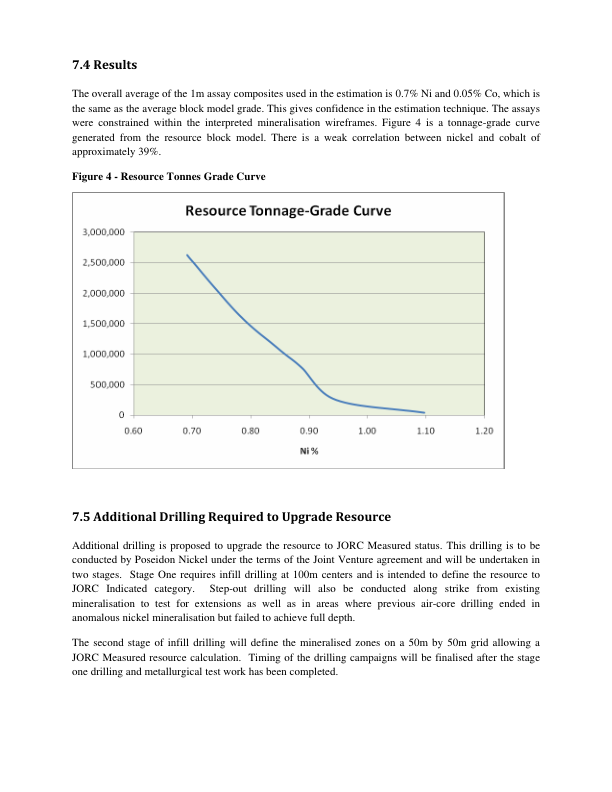 7.4 Results
The overall average of the 1m assay composites used in the estimation is 0.7% Ni and 0.05% Co, which is
the same as the average block model grade. This gives confidence in the estimation technique. The assays
were constrained within the interpreted mineralisation wireframes. Figure 4 is a tonnage-grade curve
generated from the resource block model. There is a weak correlation between nickel and cobalt of
approximately 39%.
Figure 4 - Resource Tonnes Grade Curve
Resource Tonnage-Grade Curve
3,000,000
2,500,000
2,000,000
1,500,000
1,000,000
500,000
0
0.60 0.70 0.80 0.90 1.00 1.10 1.20
Ni %
7.5 Additional Drilling Required to Upgrade Resource
Additional drilling is proposed to upgrade the resource to JORC Measured status. This drilling is to be
conducted by Poseidon Nickel under the terms of the Joint Venture agreement and will be undertaken in
two stages. Stage One requires infill drilling at 100m centers and is intended to define the resource to
JORC Indicated category. Step-out drilling will also be conducted along strike from existing
mineralisation to test for extensions as well as in areas where previous air-core drilling ended in
anomalous nickel mineralisation but failed to achieve full depth.
The second stage of infill drilling will define the mineralised zones on a 50m by 50m grid allowing a
JORC Measured resource calculation. Timing of the drilling campaigns will be finalised after the stage
one drilling and metallurgical test work has been completed.